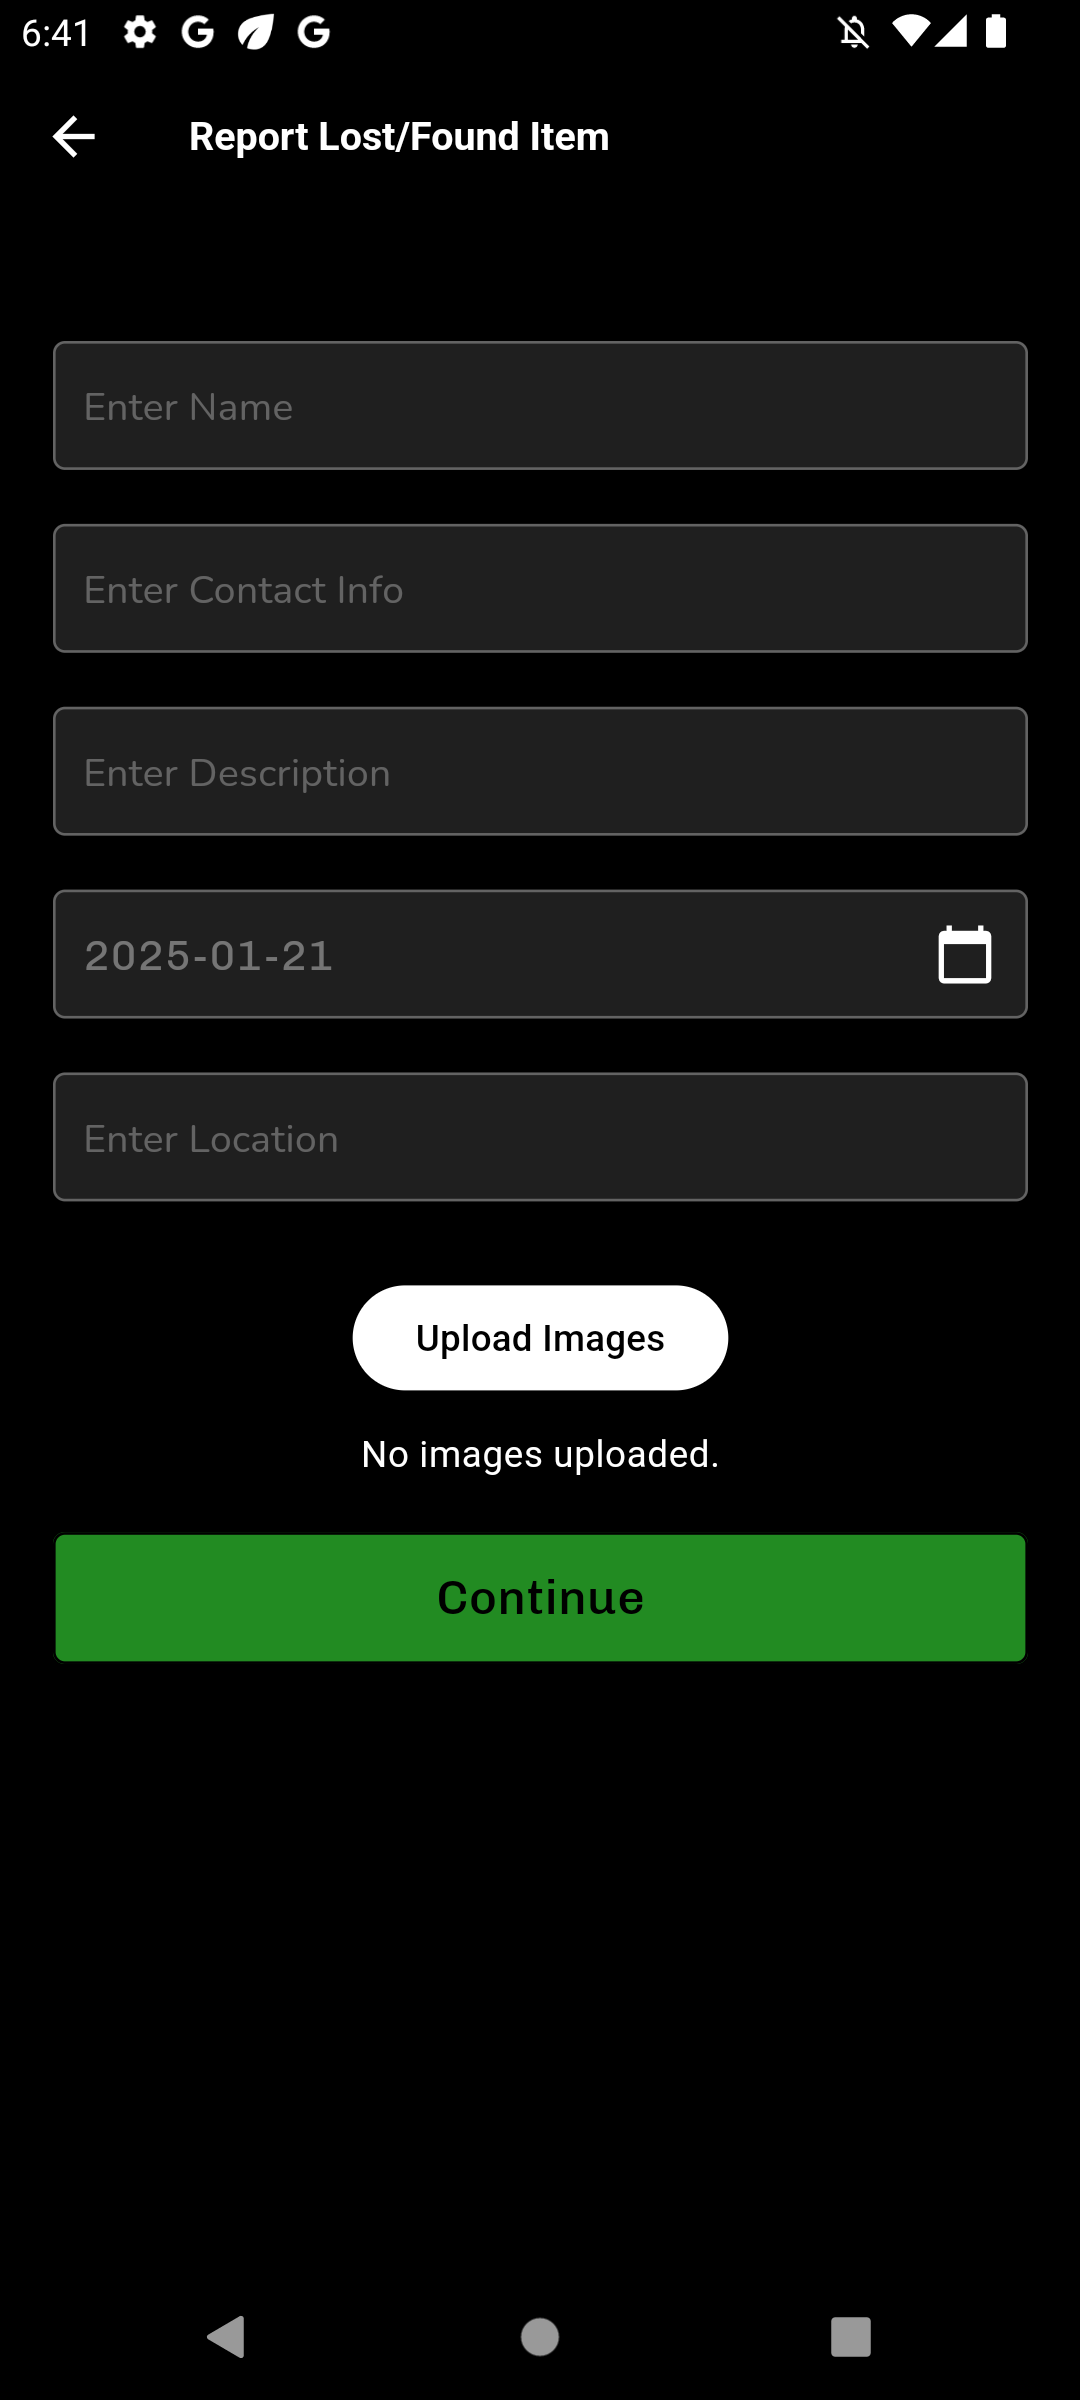 6:41
Report Lost/Found Item
Enter Name
Enter Contact Info
Enter Description
2025-01-21
Enter Location
Upload Images
No images uploaded.
Continue